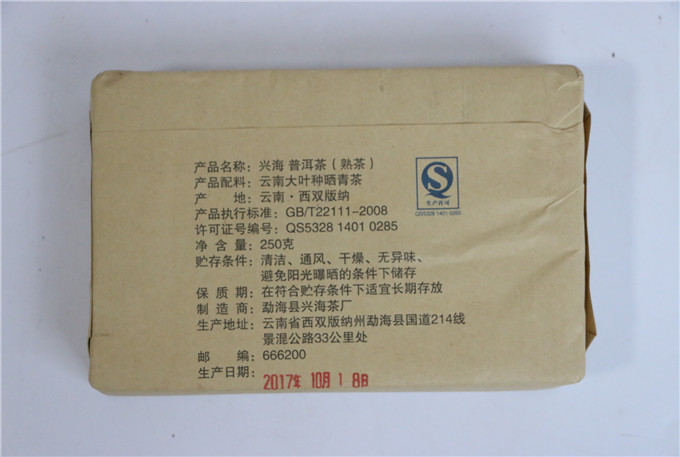 产品名称：兴海 普洱茶（熟茶）
产品配料：云南大叶种晒青茶
产　　地：云南·西双版纳
产品执行标准：GB/T22111-2008
许可证号编号：QS5328 1401 0285
净 含 量：250克
贮存条件：清洁、通风、干燥、无异味、
避免阳光曝晒的条件下储存
保 质 期：在符合贮存条件下适宜长期存放
制 造 商：勐海县兴海茶厂
生产地址：云南省西双版纳州勐海县国道214线
景混公路33公里处
邮　　编：666200
生产日期：2017年 10月 1 8日
生产许可
QS5328 1401 0285